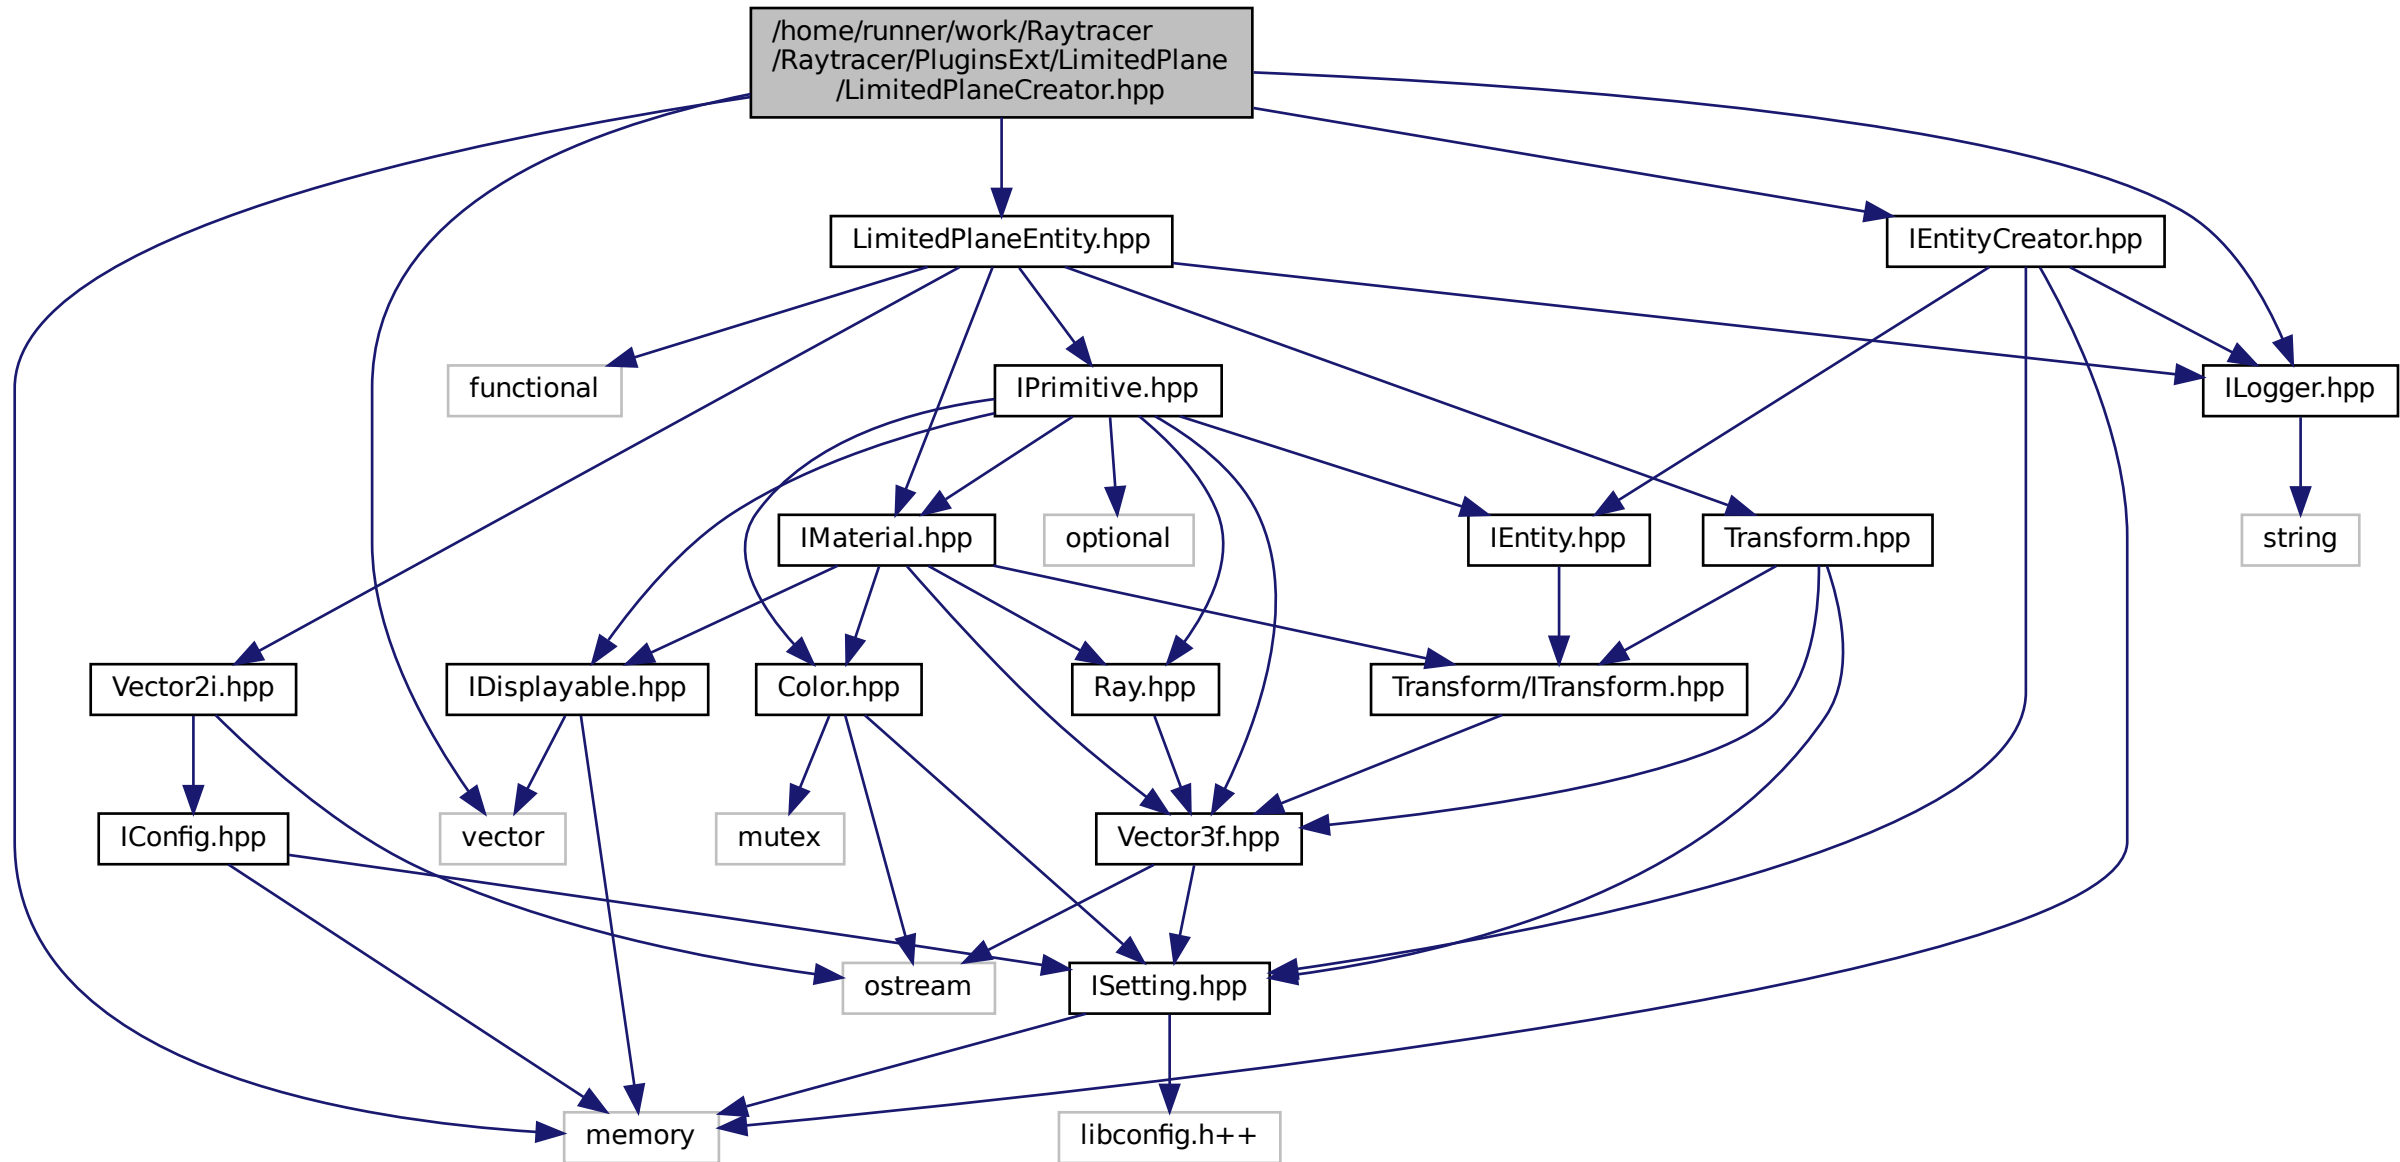 /home/runner/work/Raytracer
/Raytracer/PluginsExt/LimitedPlane
/LimitedPlaneCreator.hpp
LimitedPlaneEntity.hpp
IEntityCreator.hpp
functional
IPrimitive.hpp
ILogger.hpp
IMaterial.hpp
optional
IEntity.hpp
Transform.hpp
string
Vector2i.hpp
IDisplayable.hpp
Color.hpp
Ray.hpp
Transform/ITransform.hpp
IConfig.hpp
vector
mutex
Vector3f.hpp
ostream
ISetting.hpp
memory
libconfig.h++